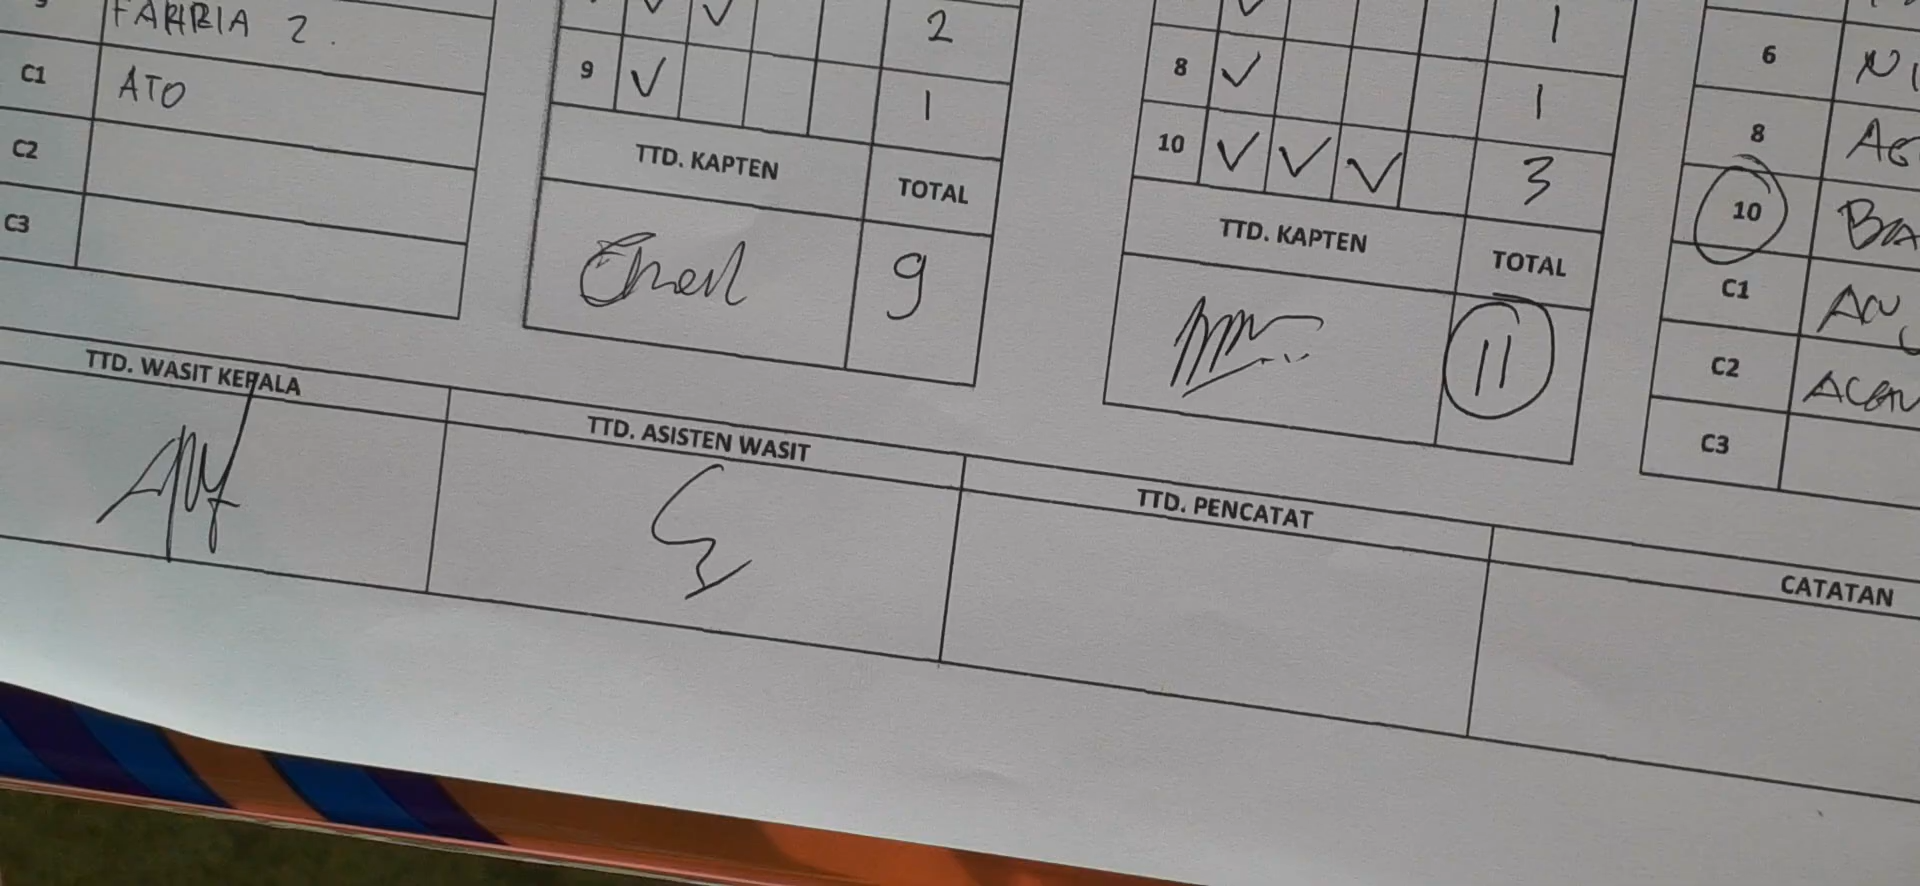 FAHRIA 2.
C1 ATO
C2
C3
2
9 V 1
TTD. KAPTEN TOTAL
9
1
8 V 1
10 V V V 3
TTD. KAPTEN TOTAL
11
6
8
10
C1
C2
C3
TTD. WASIT KEPALA TTD. ASISTEN WASIT TTD. PENCATAT CATATAN